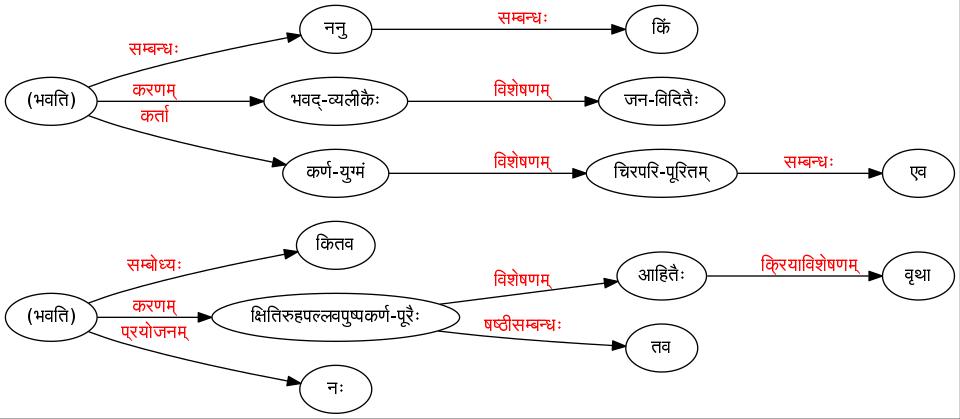 ननु
सम्बन्धः
किं
सम्बन्धः
(भवति)
करणम्
भवद्-व्यलीकैः
विशेषणम्
जन-विदितैः
कर्ता
कर्ण-युग्मं
विशेषणम्
चिरपरि-पूरितम्
सम्बन्धः
एव
कितव
सम्बोध्यः
विशेषणम्
आहितैः
क्रियाविशेषणम्
वृथा
(भवति)
करणम्
क्षितिरुहपल्लवपुष्पकर्ण-पूरैः
प्रयोजनम्
षष्ठीसम्बन्धः
तव
नः